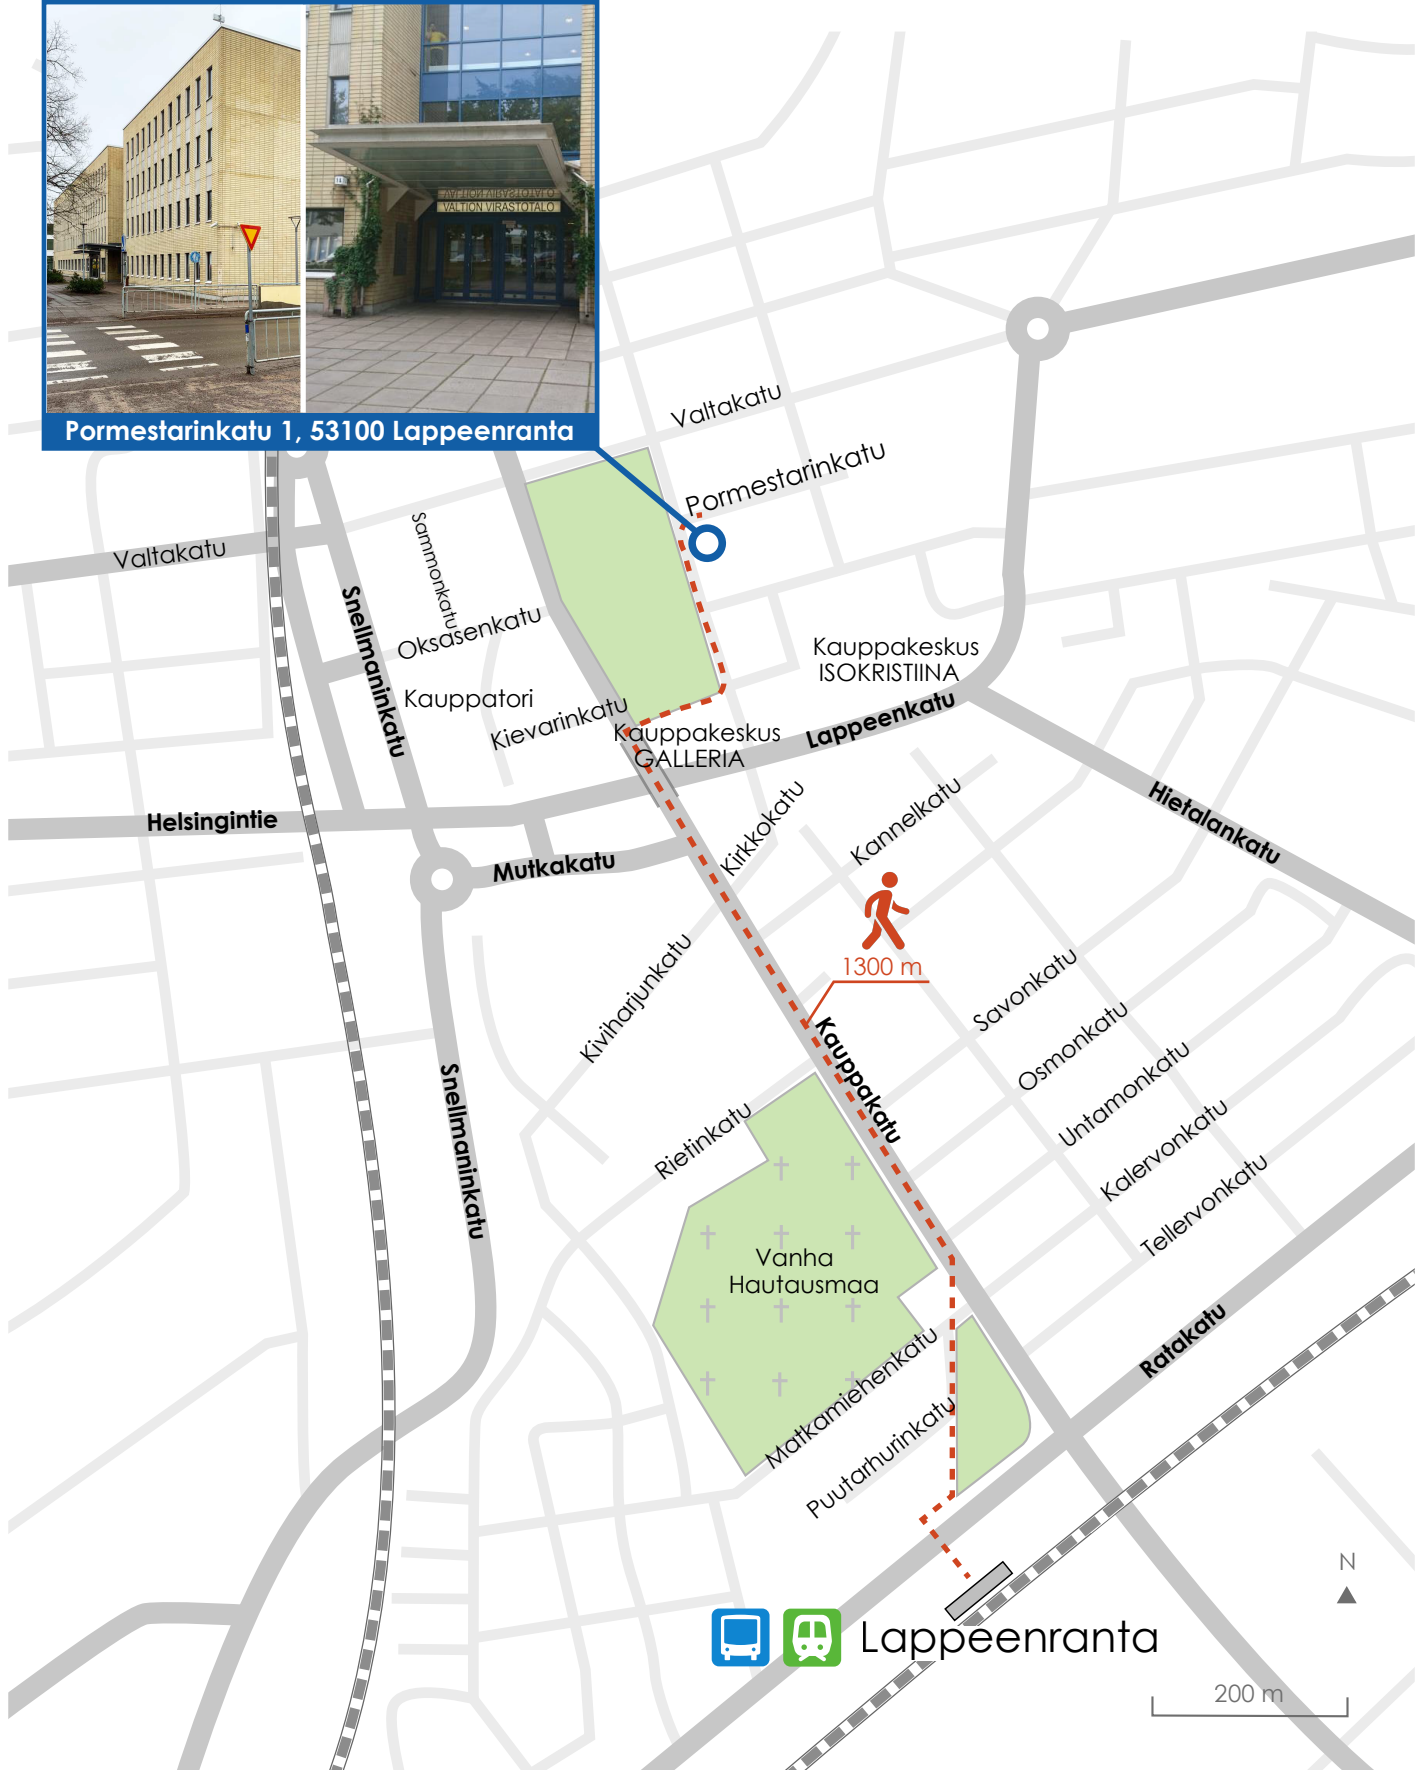 VALTION VIRASTOTALO
Pormestarinkatu 1, 53100 Lappeenranta
Valtakatu
Pormestarinkatu
Sammonkatu
Valtakatu
Snellmaninkatu
Oksasenkatu
Kauppakeskus
ISOKRISTIINA
Kauppatori
Kievarinkatu
Lappeenkatu
Kauppakeskus
GALLERIA
Helsingintie
Kirkkokatu
Kannelkatu
Hietalankatu
Mutkakatu
1300 m
Kiviharjunkatu
Savonkatu
Kauppakatu
Osmonkatu
Snellmaninkatu
Untamonkatu
Rietinkatu
Kalervonkatu
Tellervonkatu
Vanha
Hautausmaa
Ratakatu
Matkamiehenkatu
Puutarhurinkatu
N
Lappeenranta
200 m